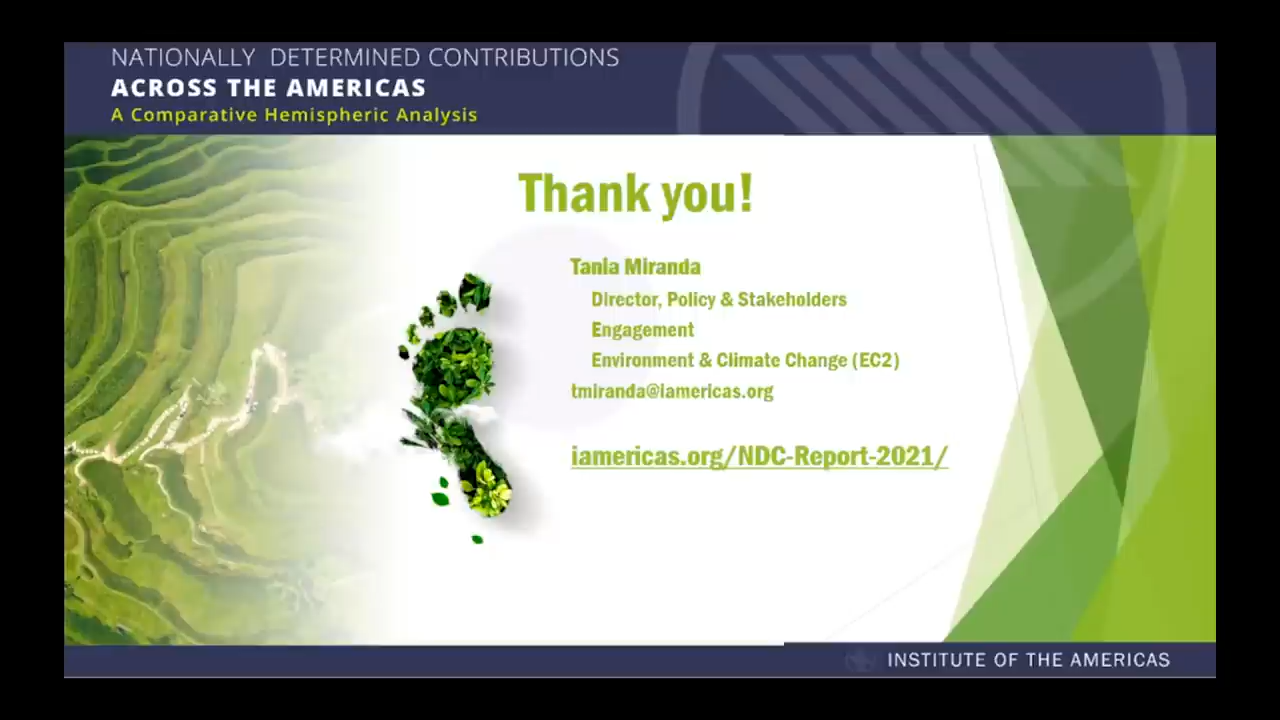 NATIONALLY DETERMINED CONTRIBUTIONS
ACROSS THE AMERICAS
A Comparative Hemispheric Analysis
Thank you!
Tania Miranda
Director, Policy & Stakeholders
Engagement
Environment & Climate Change (EC2)
tmiranda@iamericas.org
iamericas.org/NDC-Report-2021/
INSTITUTE OF THE AMERICAS